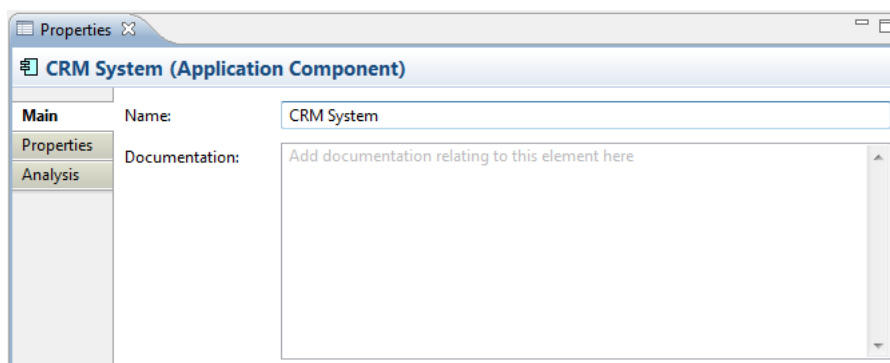 Properties
CRM System (Application Component)
Main
Name:
CRM System
Properties
Documentation:
Add documentation relating to this element here
Analysis